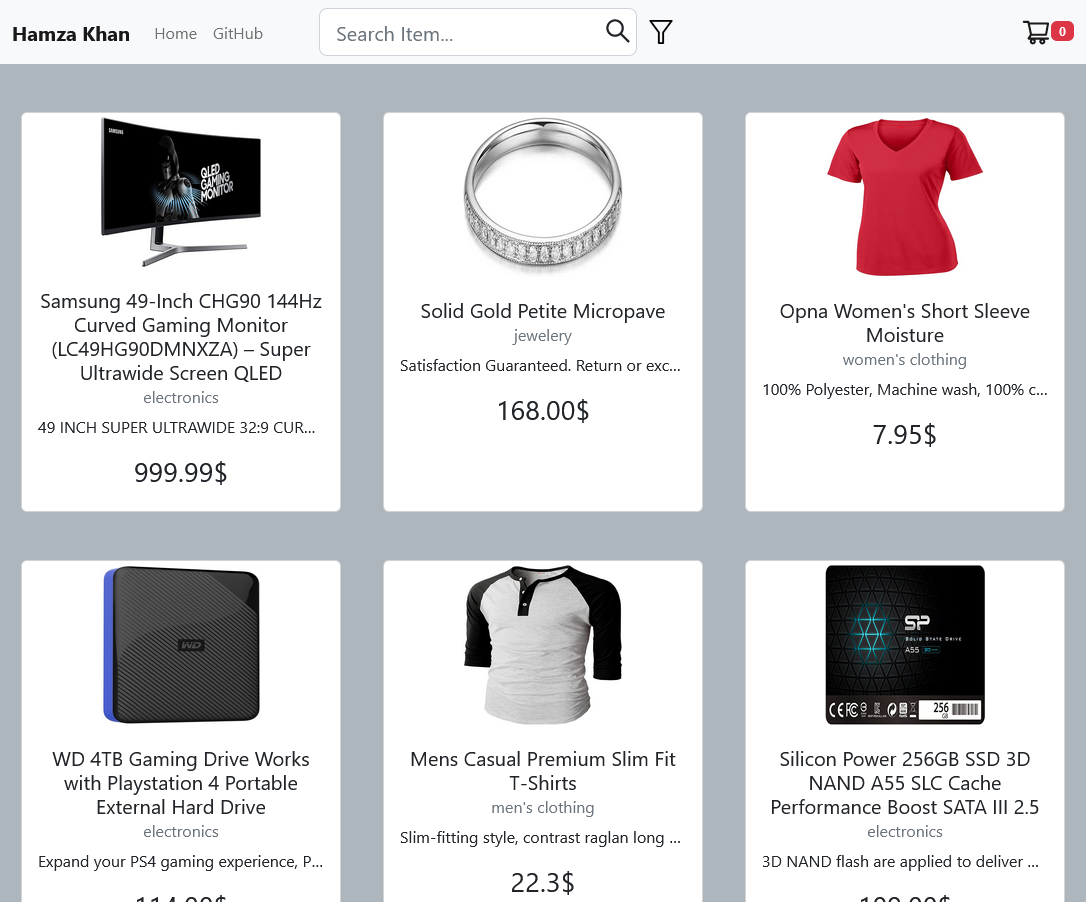 Hamza Khan
Home
GitHub
Search Item...
0
SAMSUNG
QLED
GAMING
MONITOR
Samsung 49-Inch CHG90 144Hz
Curved Gaming Monitor
(LC49HG90DMNXZA) – Super
Ultrawide Screen QLED
electronics
49 INCH SUPER ULTRAWIDE 32:9 CUR...
999.99$
Solid Gold Petite Micropave
jewelery
Satisfaction Guaranteed. Return or exc...
168.00$
Opna Women's Short Sleeve
Moisture
women's clothing
100% Polyester, Machine wash, 100% c...
7.95$
WD
WD 4TB Gaming Drive Works
with Playstation 4 Portable
External Hard Drive
electronics
Expand your PS4 gaming experience, P...
Mens Casual Premium Slim Fit
T-Shirts
men's clothing
Slim-fitting style, contrast raglan long ...
22.3$
SP
SOLID STATE DRIVE
A55
256
GB
Silicon Power 256GB SSD 3D
NAND A55 SLC Cache
Performance Boost SATA III 2.5
electronics
3D NAND flash are applied to deliver ...